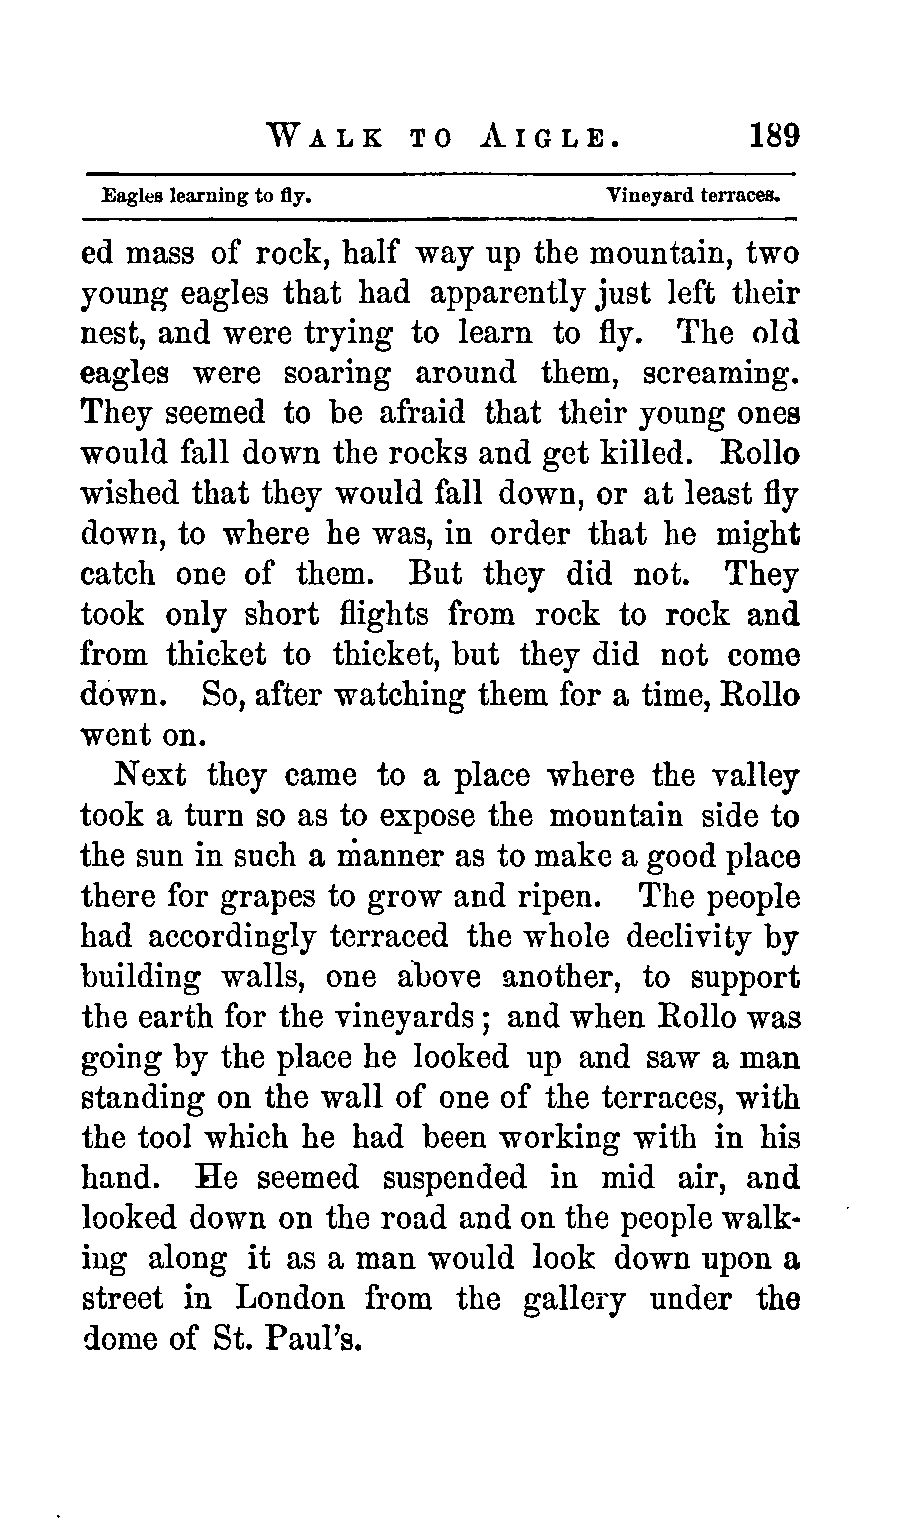 WALK TO AIGLE. 189
Eagles learning to fly. Vineyard terraces.
ed mass of rock, half way up the mountain, two
young eagles that had apparently just left their
nest, and were trying to learn to fly. The old
eagles were soaring around them, screaming.
They seemed to be afraid that their young ones
would fall down the rocks and get killed. Rollo
wished that they would fall down, or at least fly
down, to where he was, in order that he might
catch one of them. But they did not. They
took only short flights from rock to rock and
from thicket to thicket, but they did not come
down. So, after watching them for a time, Rollo
went on.
Next they came to a place where the valley
took a turn so as to expose the mountain side to
the sun in such a manner as to make a good place
there for grapes to grow and ripen. The people
had accordingly terraced the whole declivity by
building walls, one above another, to support
the earth for the vineyards; and when Rollo was
going by the place he looked up and saw a man
standing on the wall of one of the terraces, with
the tool which he had been working with in his
hand. He seemed suspended in mid air, and
looked down on the road and on the people walk-
ing along it as a man would look down upon a
street in London from the gallery under the
dome of St. Paul's.